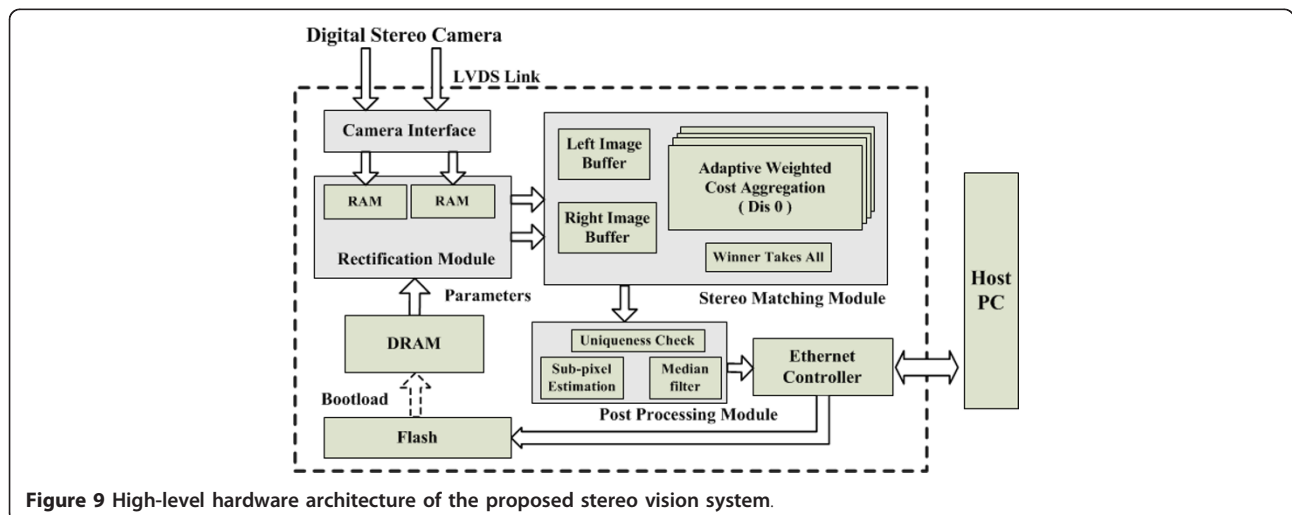 Digital Stereo Camera
LVDS Link
Camera Interface
RAM
RAM
Rectification Module
Left Image
Buffer
Right Image
Buffer
Adaptive Weighted
Cost Aggregation
( Dis 0 )
Winner Takes All
Stereo Matching Module
Parameters
DRAM
Bootload
Flash
Uniqueness Check
Sub-pixel
Estimation
Median
filter
Post Processing Module
Ethernet
Controller
Host
PC
Figure 9 High-level hardware architecture of the proposed stereo vision system.